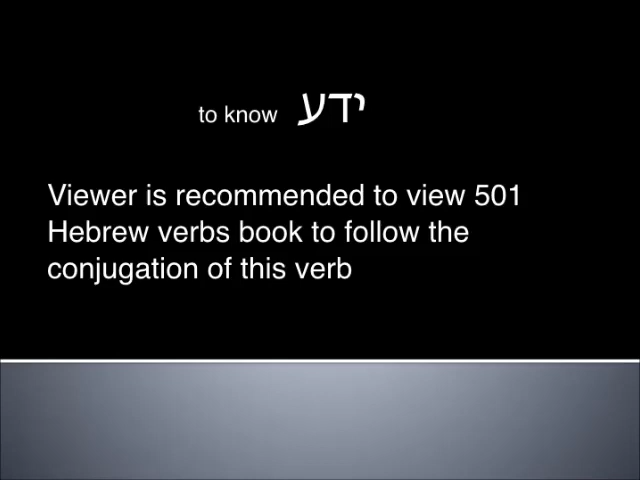 to know ידע
Viewer is recommended to view 501
Hebrew verbs book to follow the
conjugation of this verb